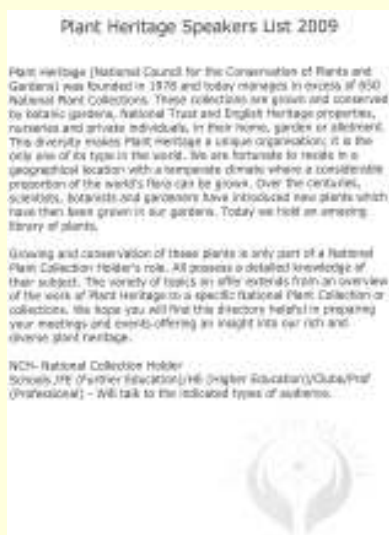 Plant Heritage Speakers List 2009
Plant Heritage (National Council for the Conservation of Plants and
Gardens) was founded in 1978 and today manages in excess of 650
National Plant Collections. These collections are grown and conserved
by botanic gardens, National Trust and English Heritage properties,
nurseries and private individuals, in their home, garden or allotment.
This diversity makes Plant Heritage a unique organisation; it is the
only one of its type in the world. We are fortunate to reside in a
geographical location with a temperate climate where a considerable
proportion of the world's flora can be grown. Over the centuries,
scientists, botanists and gardeners have introduced new plants which
have then been grown in our gardens. Today we hold an amazing
library of plants.
Growing and conservation of these plants is only part of a National
Plant Collection Holder's role. All possess a detailed knowledge of
their subject. The variety of topics on offer extends from an overview
of the work of Plant Heritage to a specific National Plant Collection or
collections. We hope you will find this directory helpful in preparing
your meetings and events offering an insight into our rich and
diverse plant heritage.
NCH- National Collection Holder
Schools/FE (Further Education)/HE (Higher Education)/Clubs/Prof
(Professional) - Will talk to the indicated types of audience.